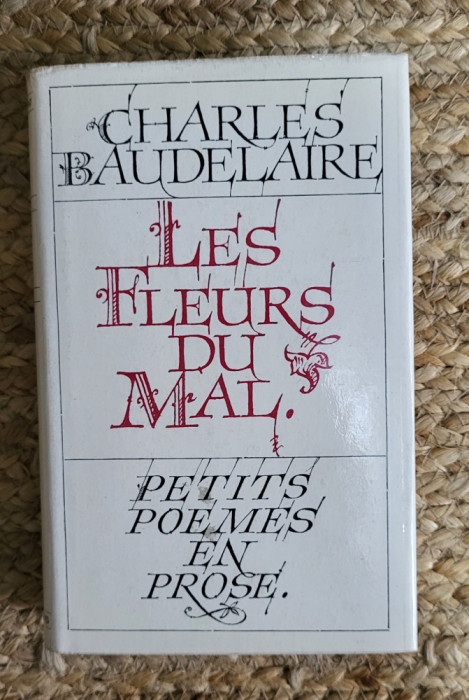 CHARLES
BAUDELAIRE
LES
FLEURS
DU
MAL.
PETITS
POEMES
EN
PROSE.